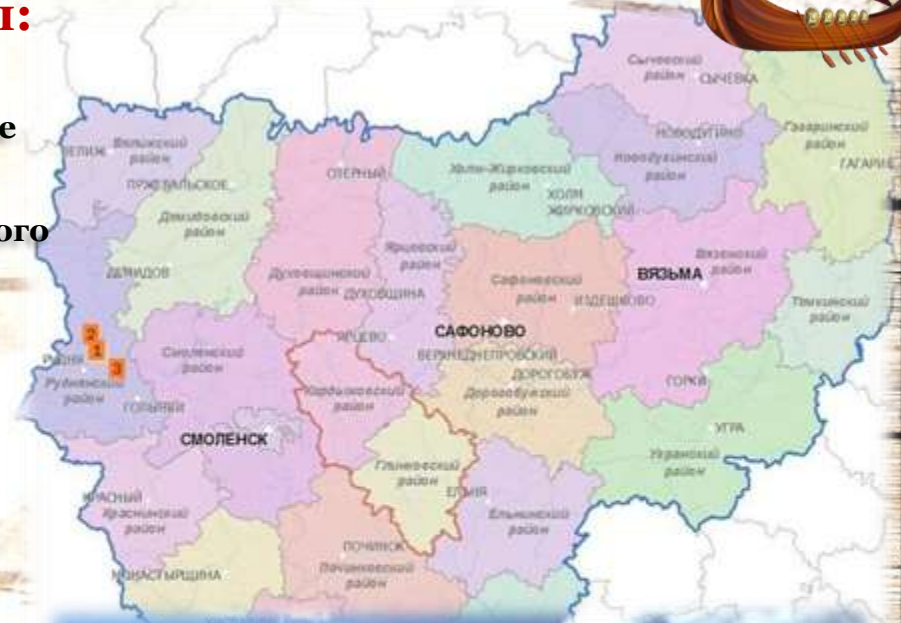 :
е
ого
Сычевский
район СЫЧЕВКА
Гагаринский
район
ГАГАРИН
НОВОДУГИНО
Новодугинский
район
ВЕЛИЖ Велижский
район
ПРЖЕВАЛЬСКОЕ
ОЗЕРНЫЙ
Холм-Жирковский
район
ХОЛМ
ЖИРКОВСКИЙ
Демидовский
район
ДЕМИДОВ
Духовщинский
район ДУХОВЩИНА
Ярцевский
район
Сафоновский
район ИЗДЕШКОВО
ВЯЗЬМА Вяземский
район
Темкинский
район
2
1
3
Рудня
Руднянский
район
ГОЛЫНКИ
Смоленский
район
ЯРЦЕВО
САФОНОВО
ВЕРХНЕДНЕПРОВСКИЙ
ДОРОГОБУЖ
Дорогобужский
район
ГОРКИ
Кардымовский
район
УГРА
Угранский
район
СМОЛЕНСК
Глинковский
район
ЕЛЬНЯ
Ельнинский
район
КРАСНЫЙ
Краснинский
район
ПОЧИНОК
Починковский
район
МОНАСТЫРЩИНА